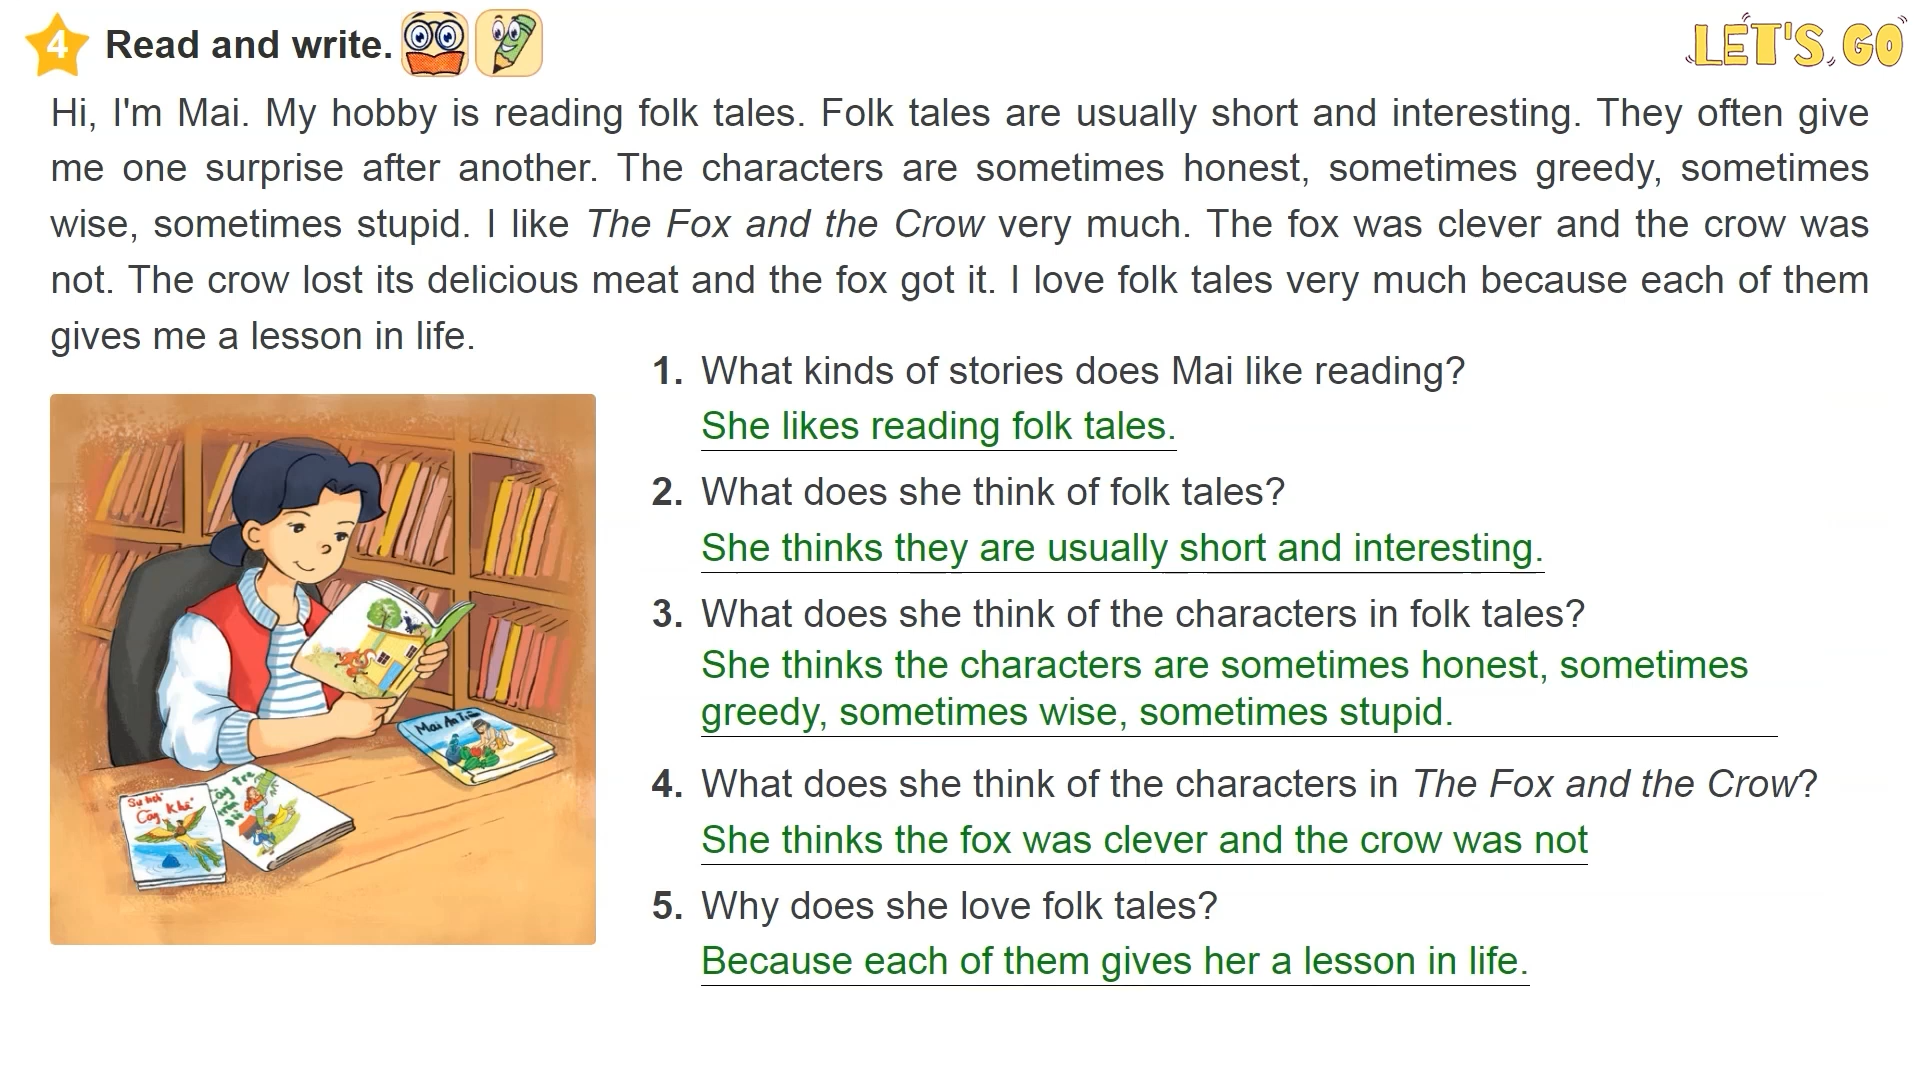 4 Read and write.
LET'S GO
Hi, I'm Mai. My hobby is reading folk tales. Folk tales are usually short and interesting. They often give
me one surprise after another. The characters are sometimes honest, sometimes greedy, sometimes
wise, sometimes stupid. I like The Fox and the Crow very much. The fox was clever and the crow was
not. The crow lost its delicious meat and the fox got it. I love folk tales very much because each of them
gives me a lesson in life.
1. What kinds of stories does Mai like reading?
She likes reading folk tales.
2. What does she think of folk tales?
She thinks they are usually short and interesting.
3. What does she think of the characters in folk tales?
She thinks the characters are sometimes honest, sometimes
greedy, sometimes wise, sometimes stupid.
4. What does she think of the characters in The Fox and the Crow?
She thinks the fox was clever and the crow was not
5. Why does she love folk tales?
Because each of them gives her a lesson in life.
Mai An Tiêm
Cây Khế